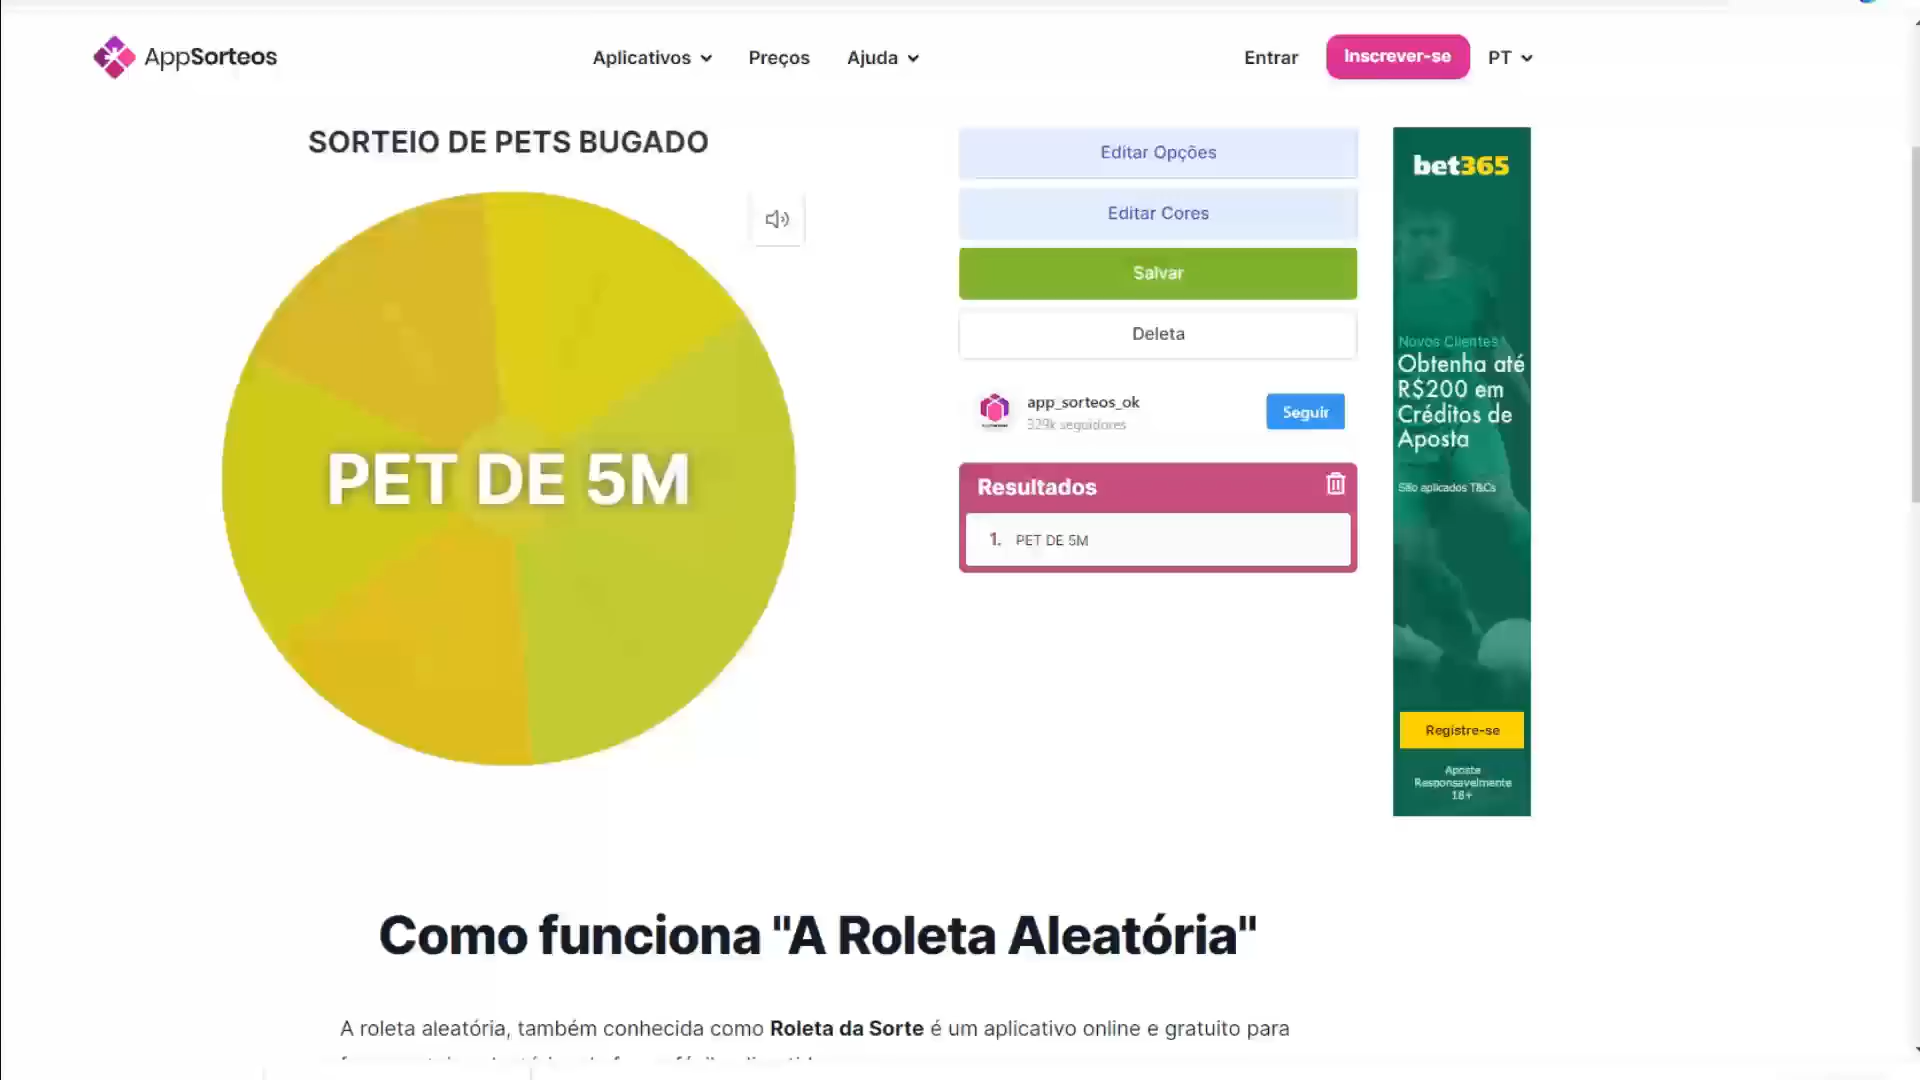 AppSorteos
Aplicativos
Preços
Ajuda
Entrar
Inscrever-se
PT
SORTEIO DE PETS BUGADO
PET DE 5M
Editar Opções
Editar Cores
Salvar
Deleta
app_sorteos_ok
329k seguidores
Seguir
Resultados
1. PET DE 5M
bet365
Novos Clientes
Obtenha até
R$200 em
Créditos de
Aposta
São aplicados T&Cs
Registre-se
Aposte
Responsavelmente
18+
Como funciona "A Roleta Aleatória"
A roleta aleatória, também conhecida como Roleta da Sorte é um aplicativo online e gratuito para